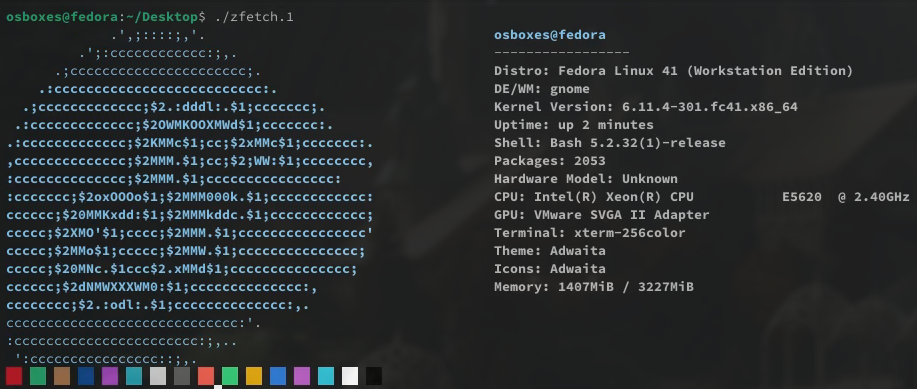 osboxes@fedora:~/Desktop$ ./zfetch.1
.',;::::;,'.
.';:cccccccccccc:;,.
.;cccccccccccccccccccccc;.
.:cccccccccccccccccccccccccc:.
.;ccccccccccccc;$2.:dddl:.$1;ccccccc;.
.:ccccccccccccc;$2OWMKOOXMWd$1;ccccccc:.
.:ccccccccccccc;$2KMMc$1;cc;$2xMMc$1;ccccccc:.
,cccccccccccccc;$2MMM.$1;cc;$2;WW:$1;cccccccc,
:cccccccccccccc;$2MMM.$1;cccccccccccccccc:
:ccccccc;$2oxOOOo$1;$2MMM000k.$1;cccccccccccc:
cccccc;$20MMKxdd:$1;$2MMMkddc.$1;cccccccccccc;
ccccc;$2XMO'$1;cccc;$2MMM.$1;cccccccccccccccc'
ccccc;$2MMo$1;ccccc;$2MMW.$1;ccccccccccccccc;
ccccc;$20MNc.$1ccc$2.xMMd$1;ccccccccccccccc;
cccccc;$2dNMWXXXWM0:$1;cccccccccccccc:,
cccccccc;$2.:odl:.$1;cccccccccccccc:,.
ccccccccccccccccccccccccccccc:'.
:ccccccccccccccccccccccc:;,..
':cccccccccccccccc::;,.
osboxes@fedora
-----------------
Distro: Fedora Linux 41 (Workstation Edition)
DE/WM: gnome
Kernel Version: 6.11.4-301.fc41.x86_64
Uptime: up 2 minutes
Shell: Bash 5.2.32(1)-release
Packages: 2053
Hardware Model: Unknown
CPU: Intel(R) Xeon(R) CPU           E5620  @ 2.40GHz
GPU: VMware SVGA II Adapter
Terminal: xterm-256color
Theme: Adwaita
Icons: Adwaita
Memory: 1407MiB / 3227MiB